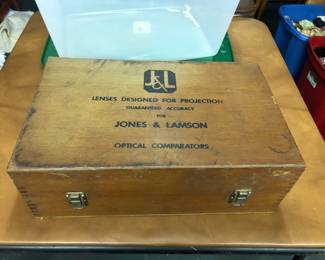 J&L
LENSES DESIGNED FOR PROJECTION
GUARANTEED ACCURACY
FOR
JONES & LAMSON
OPTICAL COMPARATORS